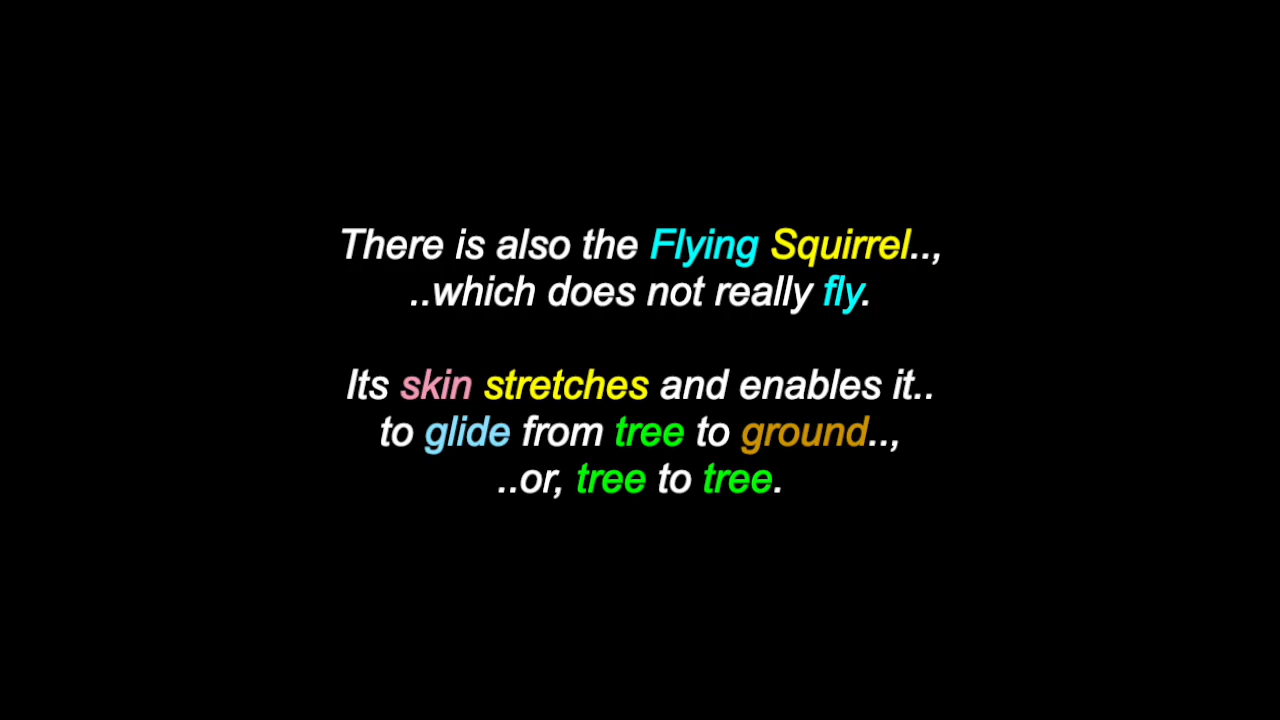 There is also the Flying Squirrel..,
..which does not really fly.
Its skin stretches and enables it..
to glide from tree to ground..,
..or, tree to tree.